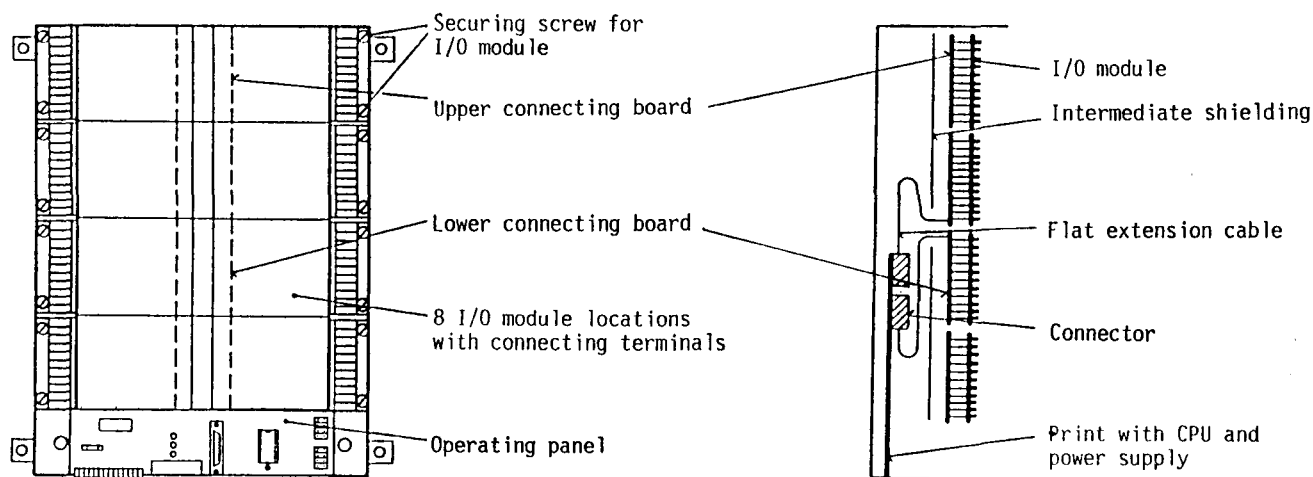 Securing screw for
I/O module
Upper connecting board
Lower connecting board
8 I/O module locations
with connecting terminals
Operating panel
I/O module
Intermediate shielding
Flat extension cable
Connector
Print with CPU and
power supply